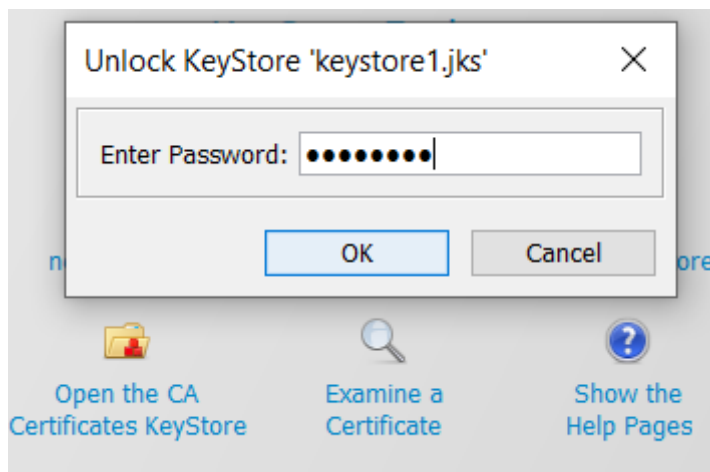 Unlock KeyStore 'keystore1.jks'
Enter Password: ●●●●●●●●
OK Cancel
Open the CA Examine a Show the
Certificates KeyStore Certificate Help Pages